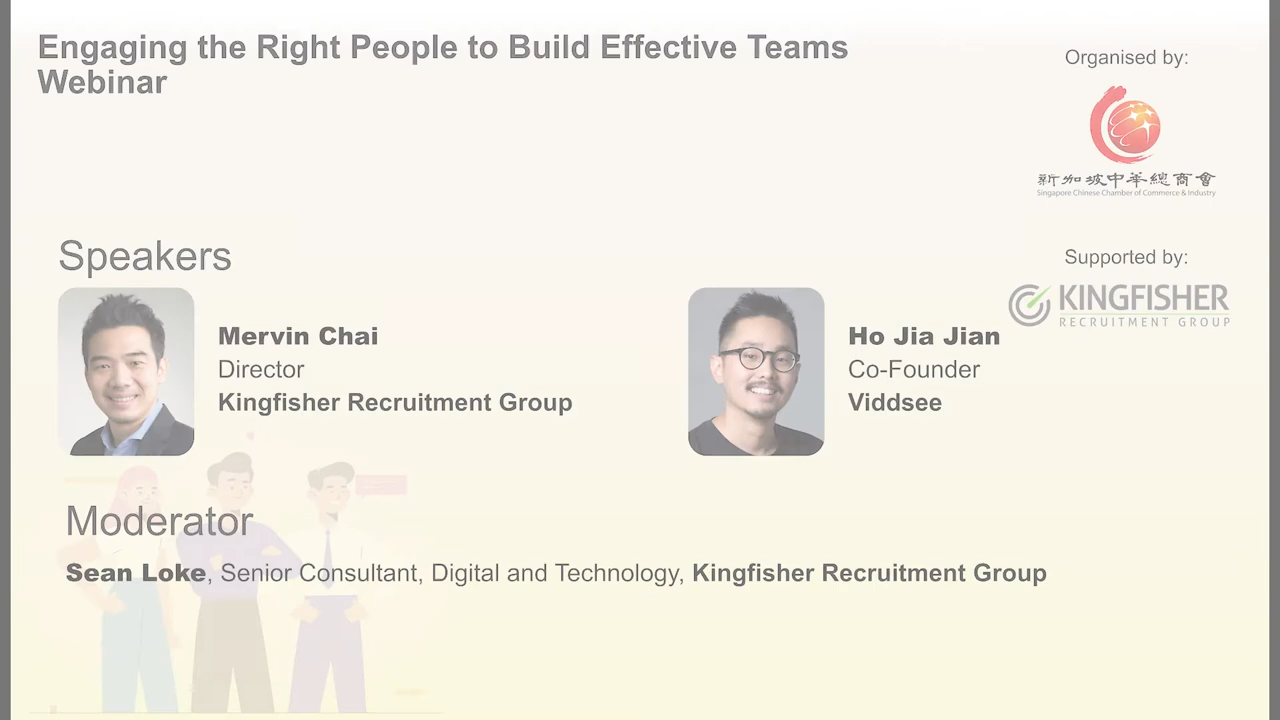 Engaging the Right People to Build Effective Teams
Webinar
Organised by:
新加坡中华總商會
Singapore Chinese Chamber of Commerce & Industry
Speakers
Supported by:
KINGFISHER
RECRUITMENT GROUP
Mervin Chai
Director
Kingfisher Recruitment Group
Ho Jia Jian
Co-Founder
Viddsee
Moderator
Sean Loke, Senior Consultant, Digital and Technology, Kingfisher Recruitment Group